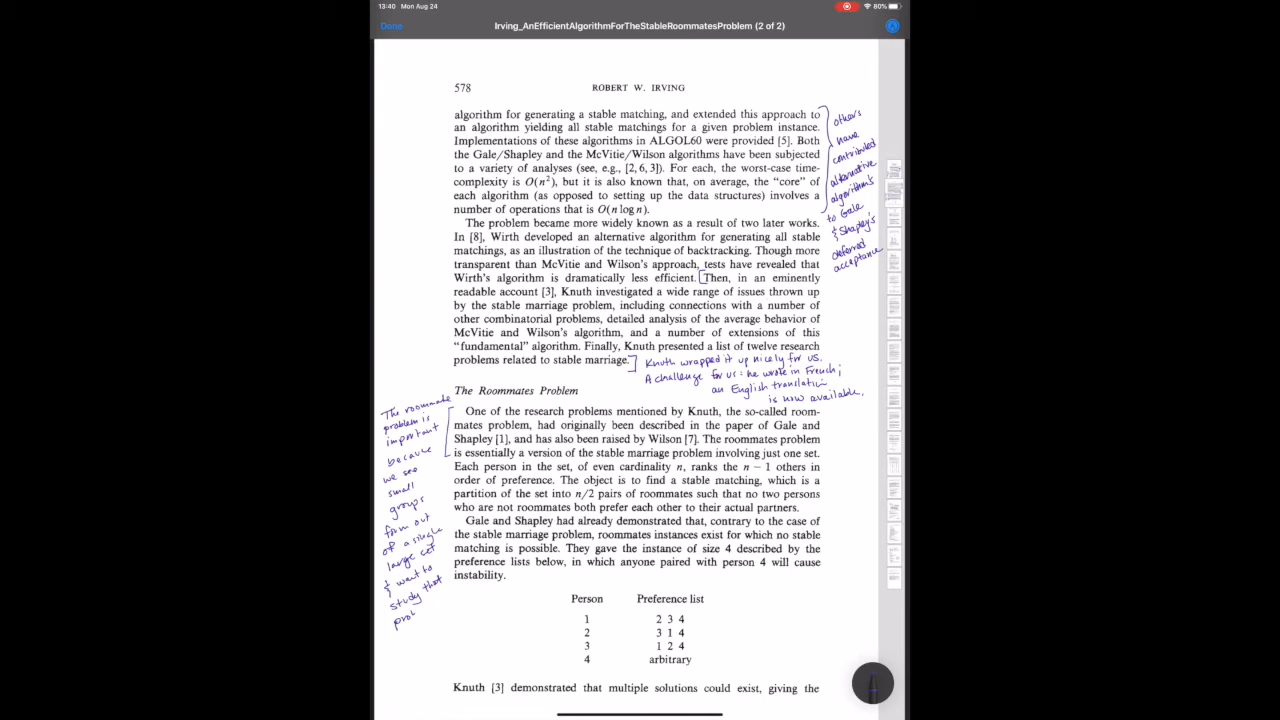 13:40 Mon Aug 24
80%
Done
Irving_AnEfficientAlgorithmForTheStableRoommatesProblem (2 of 2)
578
ROBERT W. IRVING
algorithm for generating a stable matching, and extended this approach to
an algorithm yielding all stable matchings for a given problem instance.
Implementations of these algorithms in ALGOL60 were provided [5]. Both
the Gale/Shapley and the McVitie/Wilson algorithms have been subjected
to a variety of analyses (see, e.g., [2, 6, 3]). For each, the worst-case time-
complexity is O(n²), but it is also known that, on average, the “core” of
each algorithm (as opposed to setting up the data structures) involves a
number of operations that is O(n log n).
others
have
contributed
alternative
algorithms
to Gale
& Shapley's
deferred
acceptance
The problem became more widely known as a result of two later works.
In [8], Wirth developed an alternative algorithm for generating all stable
matchings, as an illustration of the technique of backtracking. Though more
transparent than McVitie and Wilson’s approach, tests have revealed that
Wirth’s algorithm is dramatically less efficient. Then, in an eminently
readable account [3], Knuth investigated a wide range of issues thrown up
by the stable marriage problem, including connections with a number of
other combinatorial problems, detailed analysis of the average behavior of
McVitie and Wilson’s algorithm, and a number of extensions of this
“fundamental” algorithm. Finally, Knuth presented a list of twelve research
problems related to stable marriage.
Knuth wrapped it up nicely for us.
A challenge for us: he wrote in French;
an English translation
is now available.
The Roommates Problem
The roommate
problem is
important
because
we see
small
groups
form out
of a single
large set
& want to
study that
prob
One of the research problems mentioned by Knuth, the so-called room-
mates problem, had originally been described in the paper of Gale and
Shapley [1], and has also been raised by Wilson [7]. The roommates problem
is essentially a version of the stable marriage problem involving just one set.
Each person in the set, of even cardinality n, ranks the n − 1 others in
order of preference. The object is to find a stable matching, which is a
partition of the set into n/2 pairs of roommates such that no two persons
who are not roommates both prefer each other to their actual partners.
Gale and Shapley had already demonstrated that, contrary to the case of
the stable marriage problem, roommates instances exist for which no stable
matching is possible. They gave the instance of size 4 described by the
preference lists below, in which anyone paired with person 4 will cause
instability.
Person Preference list
1 2 3 4
2 3 1 4
3 1 2 4
4 arbitrary
Knuth [3] demonstrated that multiple solutions could exist, giving the